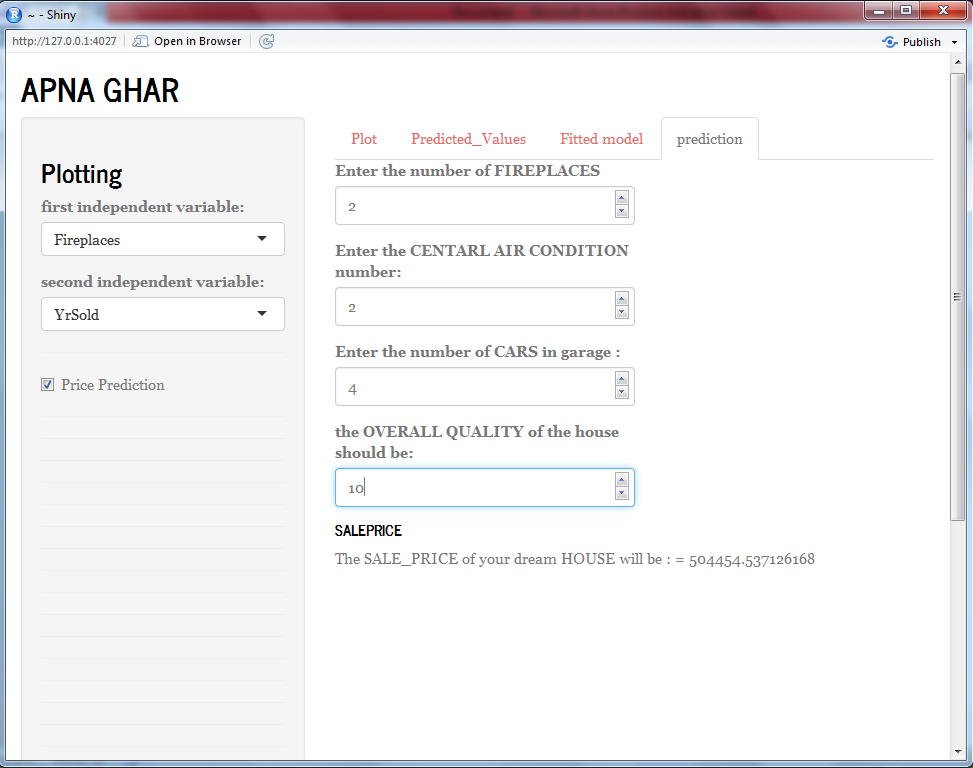 ~ - Shiny
http://127.0.0.1:4027 Open in Browser Publish
APNA GHAR
Plotting
first independent variable:
Fireplaces
second independent variable:
YrSold
Price Prediction
Plot Predicted_Values Fitted model prediction
Enter the number of FIREPLACES
2
Enter the CENTARL AIR CONDITION
number:
2
Enter the number of CARS in garage :
4
the OVERALL QUALITY of the house
should be:
10
SALEPRICE
The SALE_PRICE of your dream HOUSE will be : = 504454.537126168